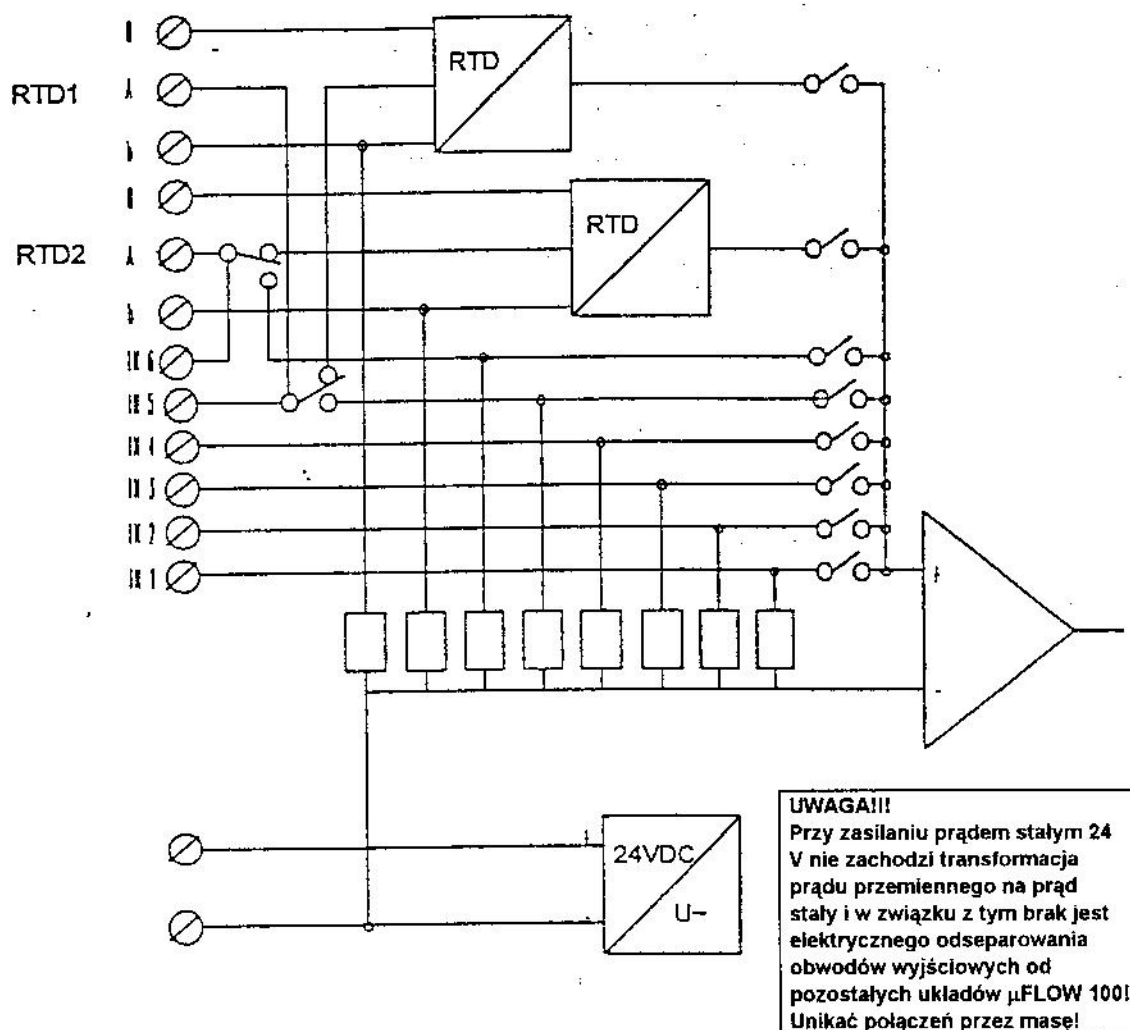 RTD
RTD1
RTD
RTD2
24VDC
U~
UWAGA!!!
Przy zasilaniu prądem stałym 24
V nie zachodzi transformacja
prądu przemiennego na prąd
stały i w związku z tym brak jest
elektrycznego odseparowania
obwodów wyjściowych od
pozostałych układów µFLOW 100!
Unikać połączeń przez masę!